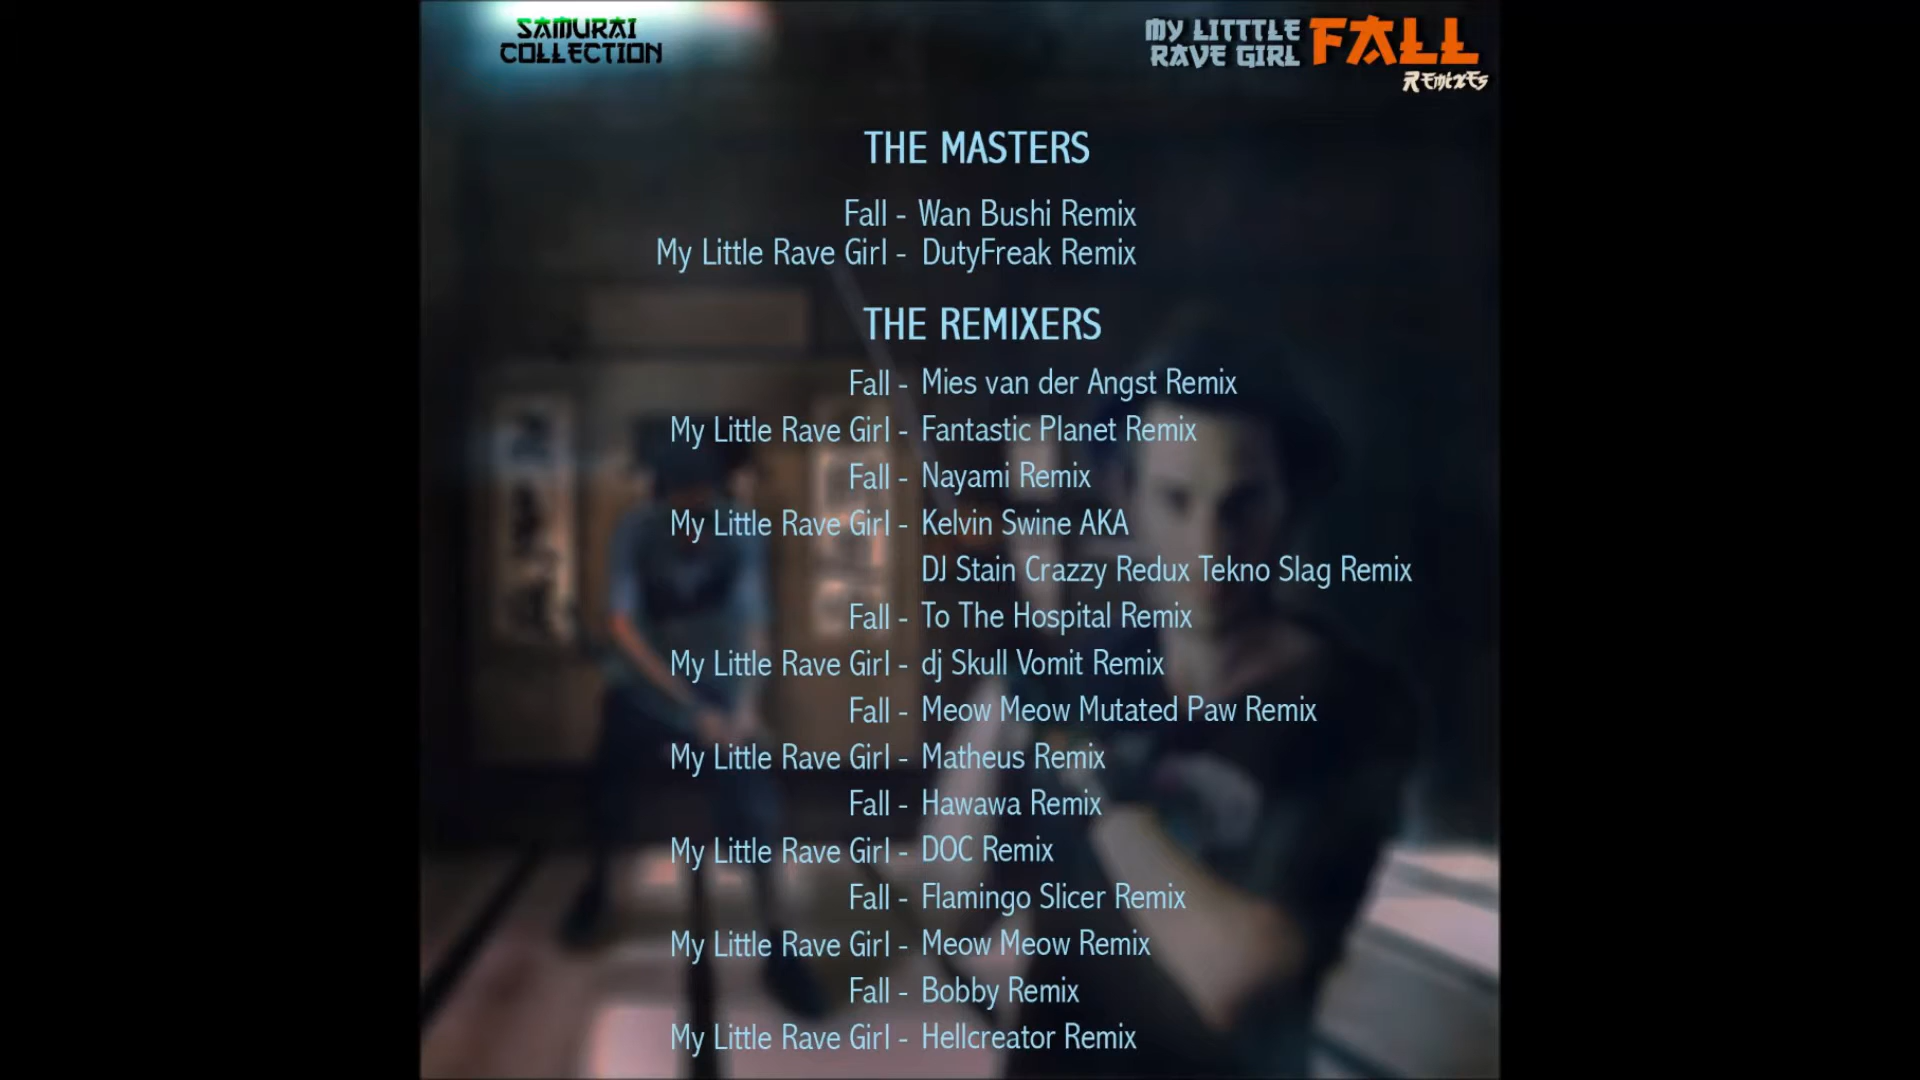 SAMURAI
COLLECTION
MY LITTTLE
RAVE GIRL
FALL
REMIXES
THE MASTERS
Fall - Wan Bushi Remix
My Little Rave Girl - DutyFreak Remix
THE REMIXERS
Fall - Mies van der Angst Remix
My Little Rave Girl - Fantastic Planet Remix
Fall - Nayami Remix
My Little Rave Girl - Kelvin Swine AKA
DJ Stain Crazzy Redux Tekno Slag Remix
Fall - To The Hospital Remix
My Little Rave Girl - dj Skull Vomit Remix
Fall - Meow Meow Mutated Paw Remix
My Little Rave Girl - Matheus Remix
Fall - Hawawa Remix
My Little Rave Girl - DOC Remix
Fall - Flamingo Slicer Remix
My Little Rave Girl - Meow Meow Remix
Fall - Bobby Remix
My Little Rave Girl - Hellcreator Remix